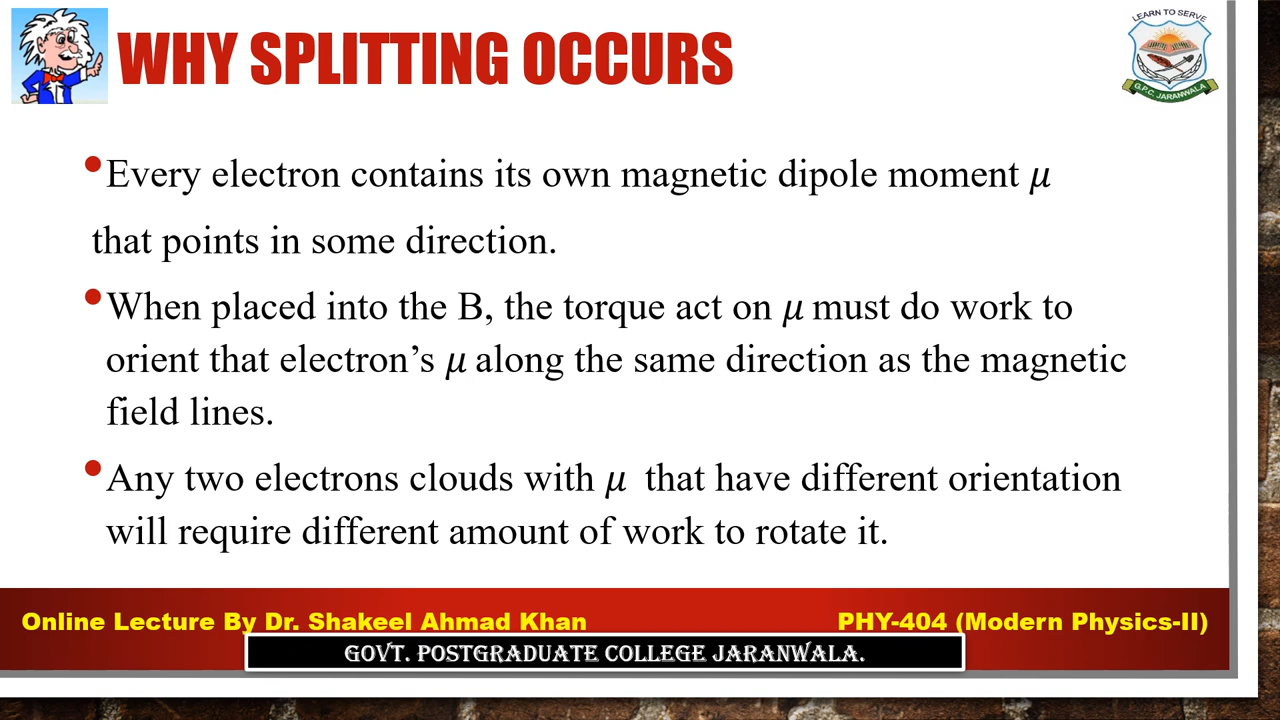 LEARN TO SERVE
G.P.C. JARANWALA
WHY SPLITTING OCCURS
•Every electron contains its own magnetic dipole moment μ
that points in some direction.
•When placed into the B, the torque act on μ must do work to
orient that electron’s μ along the same direction as the magnetic
field lines.
•Any two electrons clouds with μ that have different orientation
will require different amount of work to rotate it.
Online Lecture By Dr. Shakeel Ahmad Khan
PHY-404 (Modern Physics-II)
GOVT. POSTGRADUATE COLLEGE JARANWALA.